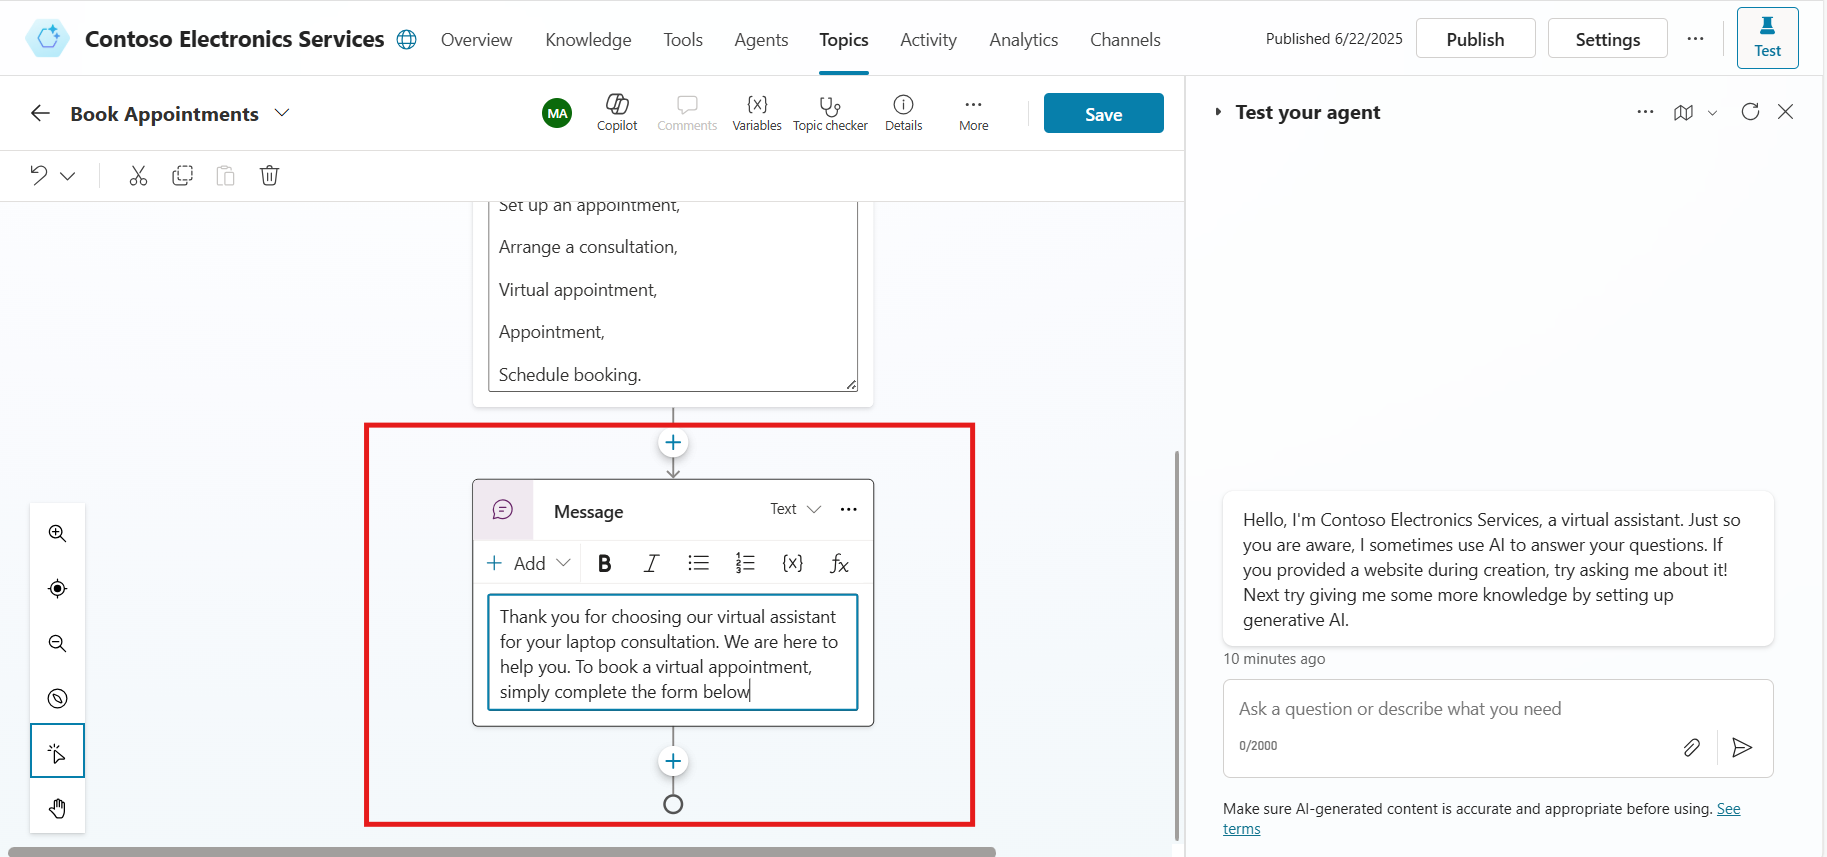 Contoso Electronics Services Overview Knowledge Tools Agents Topics Activity Analytics Channels Published 6/22/2025 Publish Settings ... Test
Book Appointments MA Copilot Comments {x} Variables Topic checker Details ... More Save
Test your agent ...
Set up an appointment,
Arrange a consultation,
Virtual appointment,
Appointment,
Schedule booking.
Message Text ...
+ Add B I {x} fx
Thank you for choosing our virtual assistant
for your laptop consultation. We are here to
help you. To book a virtual appointment,
simply complete the form below
Hello, I'm Contoso Electronics Services, a virtual assistant. Just so
you are aware, I sometimes use AI to answer your questions. If
you provided a website during creation, try asking me about it!
Next try giving me some more knowledge by setting up
generative AI.
10 minutes ago
Ask a question or describe what you need
0/2000
Make sure AI-generated content is accurate and appropriate before using. See
terms